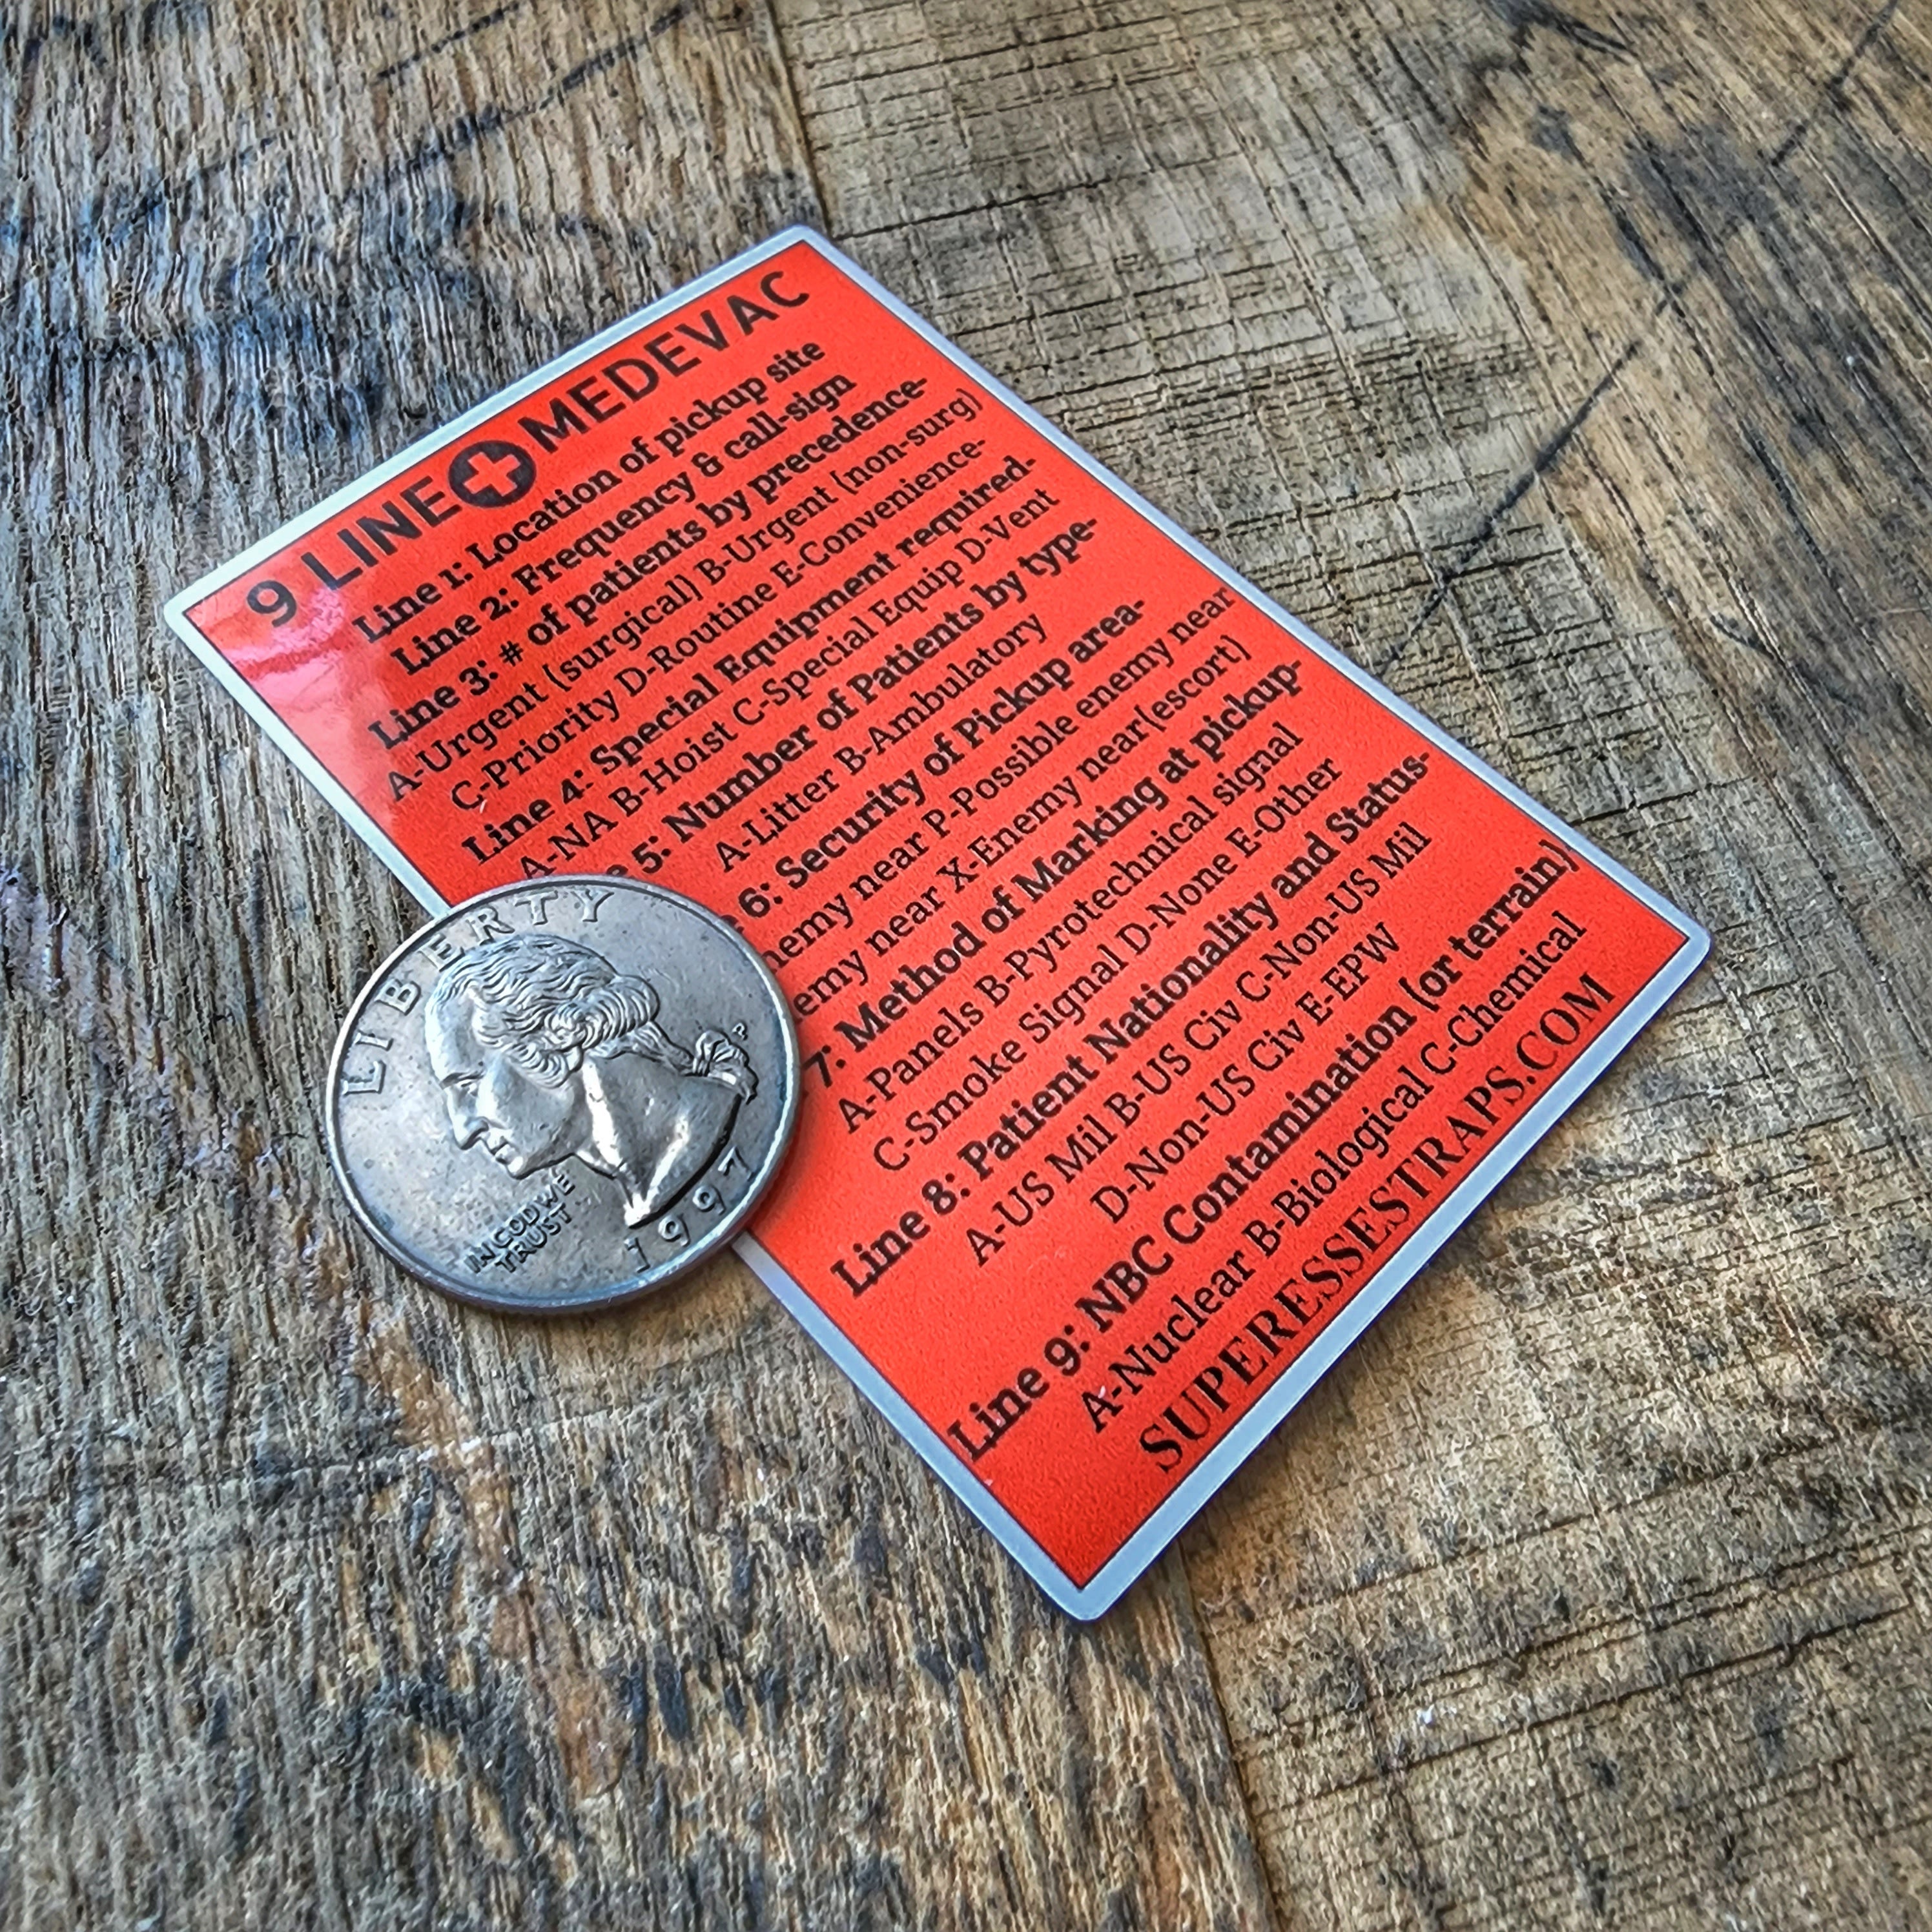 9 LINE MEDEVAC
Line 1: Location of pickup site
Line 2: Frequency & call-sign
Line 3: # of patients by precedence-
A-Urgent (surgical) B-Urgent (non-surg)
C-Priority D-Routine E-Convenience-
Line 4: Special Equipment required-
A-NA B-Hoist C-Special Equip D-Vent
5: Number of Patients by type-
A-Litter B-Ambulatory
6: Security of Pickup area-
near P-Possible enemy near
near X-Enemy near(escort)
7: Method of Marking at pickup-
A-Panels B-Pyrotechnical signal
C-Smoke Signal D-None E-Other
Line 8: Patient Nationality and Status-
A-US Mil B-US Civ C-Non-US Mil
D-Non-US Civ E-EPW
Line 9: NBC Contamination (or terrain)
A-Nuclear B-Biological C-Chemical
SUPERESSESTRAPS.COM
LIBERTY
IN GOD WE
TRUST
P
1997